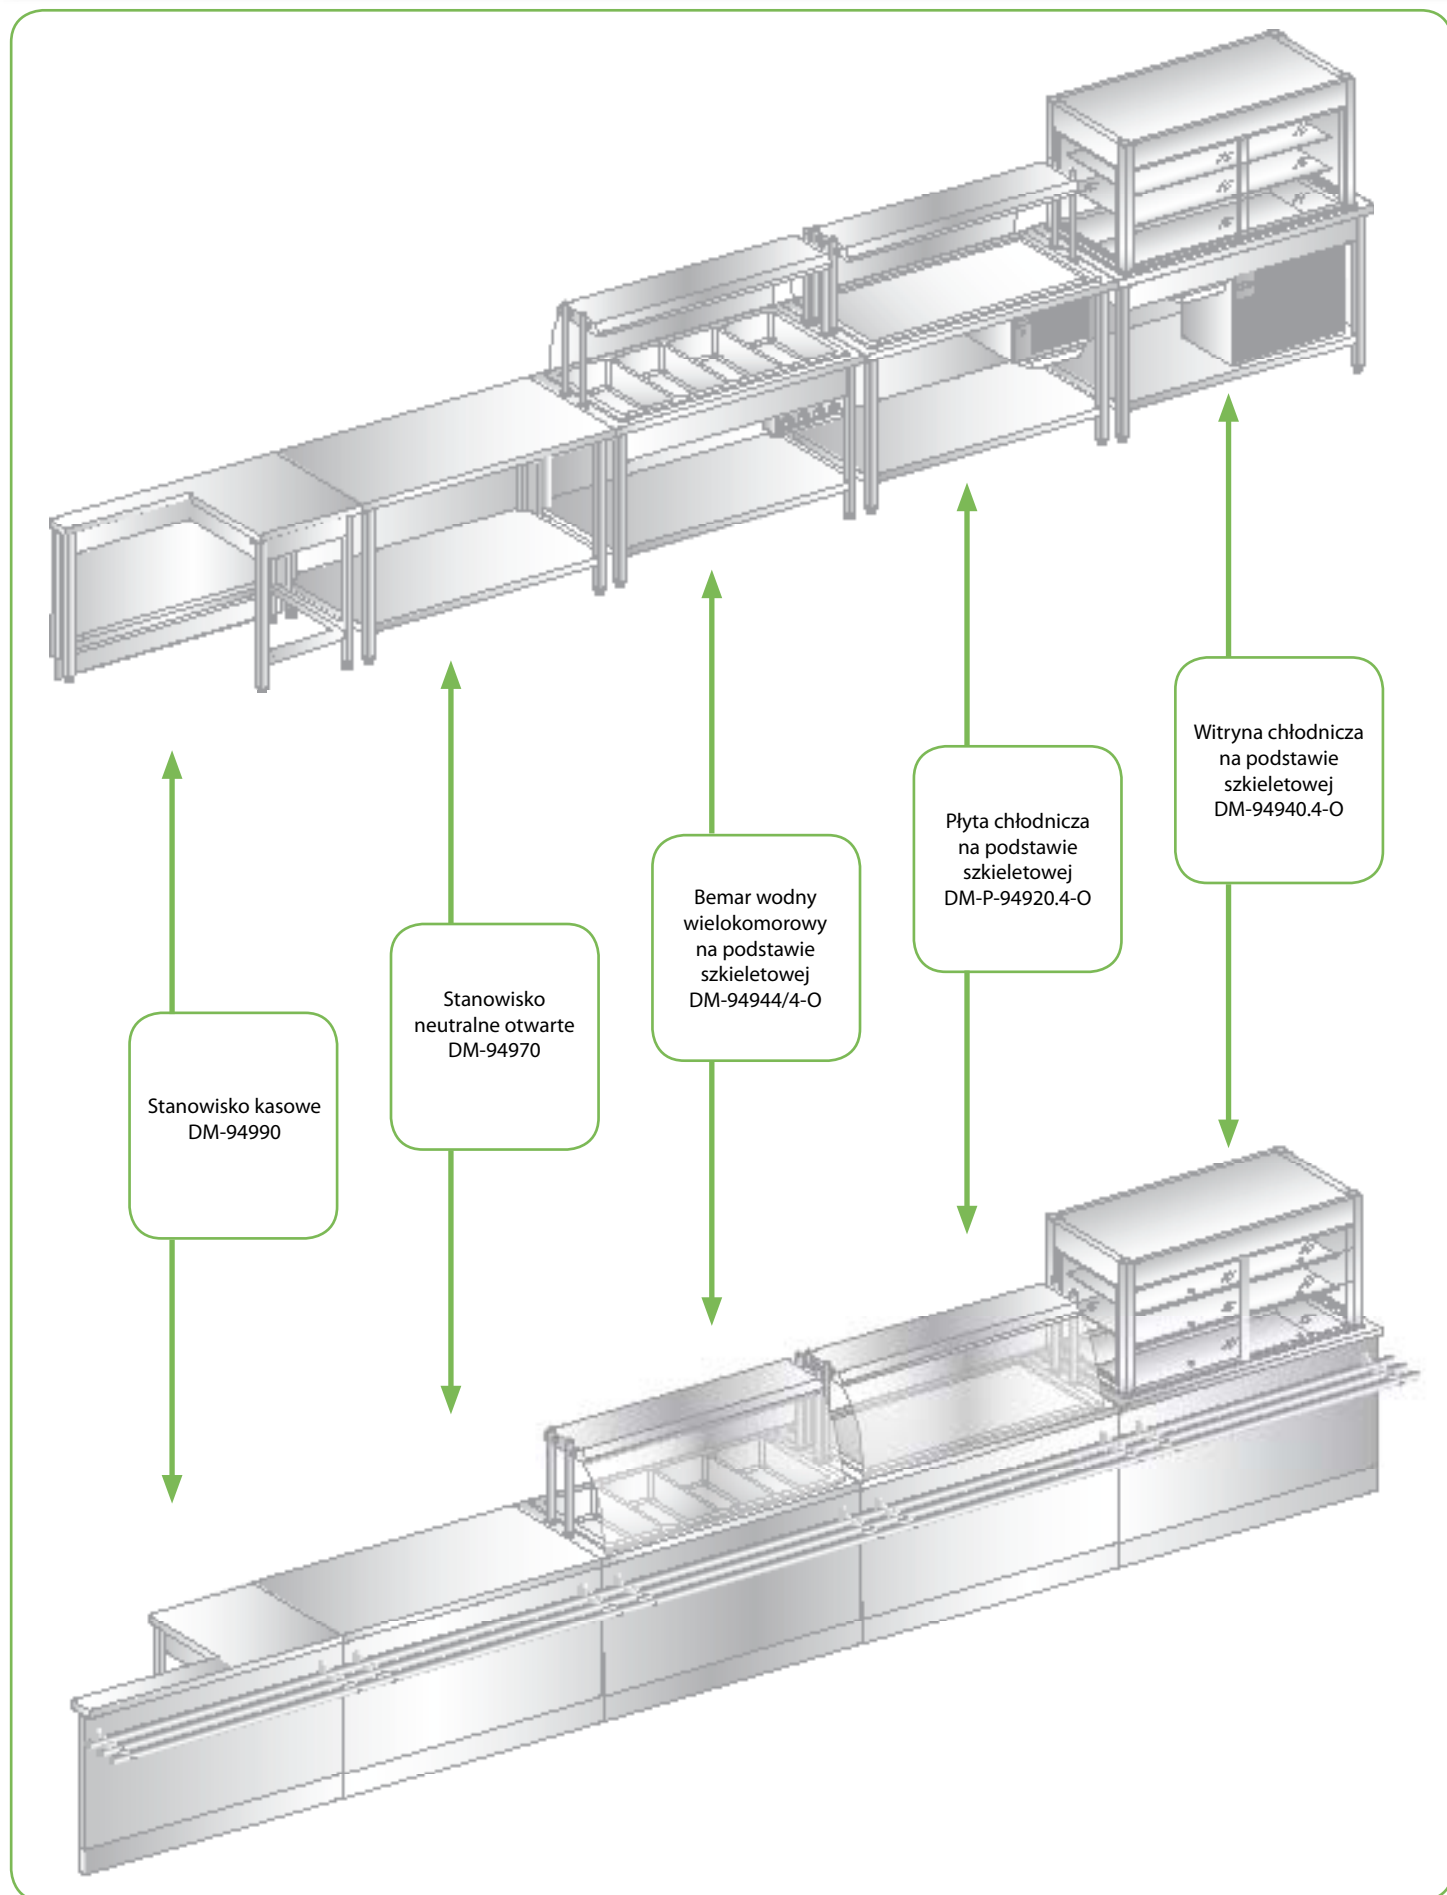 Stanowisko kasowe
DM-94990
Stanowisko
neutralne otwarte
DM-94970
Bemar wodny
wielokomorowy
na podstawie
szkieletowej
DM-94944/4-O
Płyta chłodnicza
na podstawie
szkieletowej
DM-P-94920.4-O
Witryna chłodnicza
na podstawie
szkieletowej
DM-94940.4-O